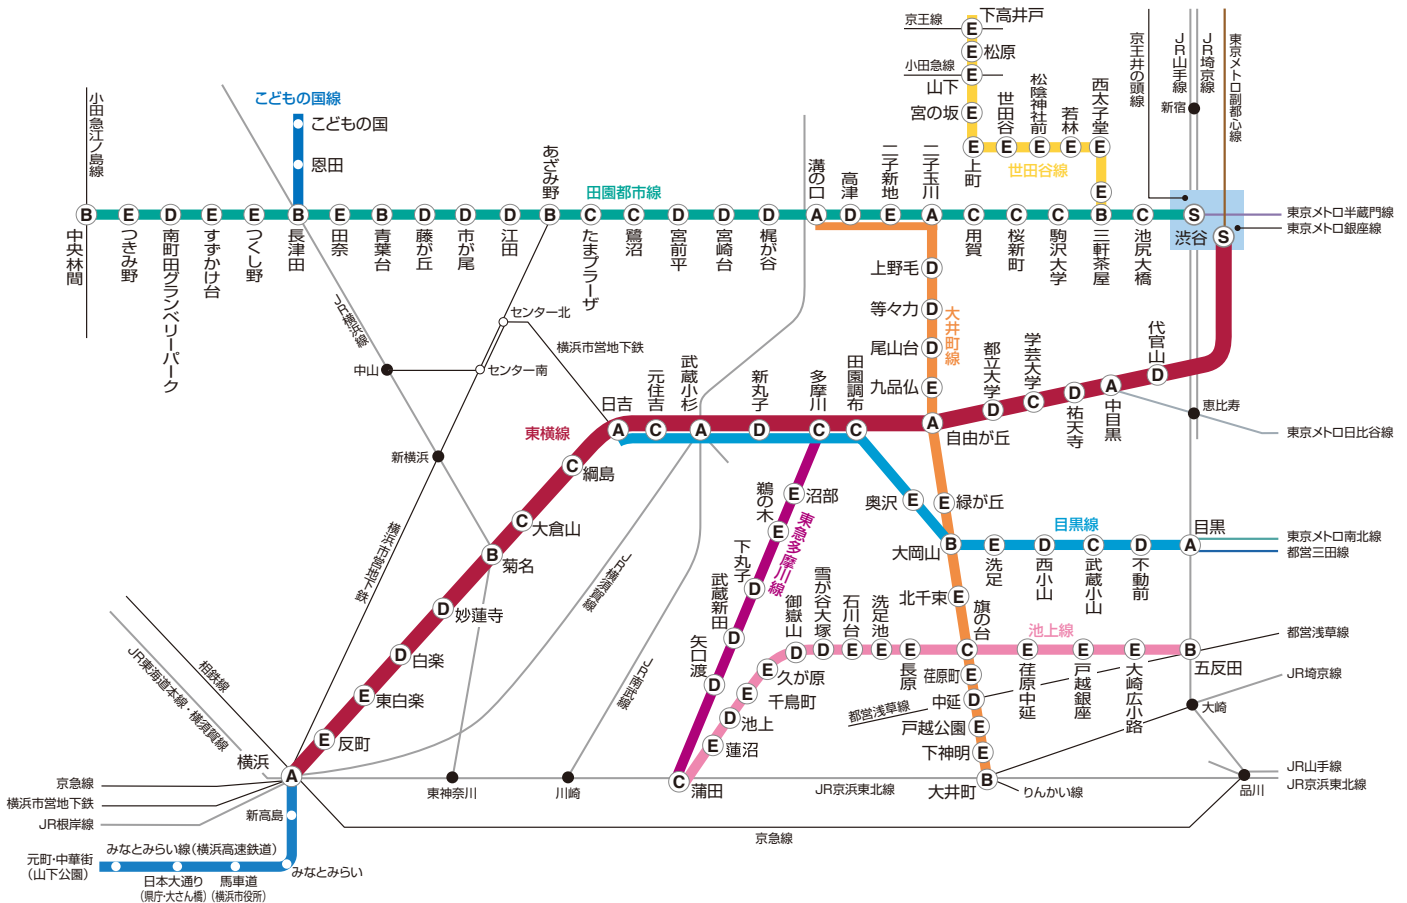 京王線
下高井戸
E
松原
E
小田急線
E
山下
宮の坂
E
上町
E
世田谷
E
松陰神社前
E
若林
E
西太子堂
E
E
世田谷線
京王井の頭線
JR山手線
JR埼京線
東京メトロ副都心線
新宿
こどもの国線
こどもの国
恩田
小田急江ノ島線
田園都市線
B
中央林間
E
つきみ野
D
南町田グランベリーパーク
E
すずかけ台
E
つくし野
B
長津田
E
田奈
B
青葉台
D
藤が丘
D
市が尾
D
江田
B
あざみ野
C
たまプラーザ
C
鷺沼
D
宮前平
D
宮崎台
D
梶が谷
A
溝の口
D
高津
E
二子新地
A
二子玉川
C
用賀
C
桜新町
C
駒沢大学
B
三軒茶屋
C
池尻大橋
S
渋谷
S
東京メトロ半蔵門線
東京メトロ銀座線
D
上野毛
D
等々力
D
尾山台
E
九品仏
大井町線
JR横浜線
センター北
横浜市営地下鉄
中山
センター南
新横浜
横浜市営地下鉄
東横線
A
日吉
C
元住吉
A
武蔵小杉
D
新丸子
C
多摩川
C
田園調布
A
自由が丘
D
都立大学
C
学芸大学
D
祐天寺
A
中目黒
D
代官山
恵比寿
東京メトロ日比谷線
C
綱島
C
大倉山
B
菊名
D
妙蓮寺
D
白楽
E
東白楽
E
反町
A
横浜
E
沼部
E
鵜の木
D
下丸子
D
武蔵新田
D
矢口渡
東急多摩川線
E
奥沢
E
緑が丘
B
大岡山
目黒線
E
洗足
D
西小山
C
武蔵小山
D
不動前
A
目黒
東京メトロ南北線
都営三田線
E
北千束
C
旗の台
池上線
C
蒲田
E
蓮沼
D
池上
E
千鳥町
E
久が原
D
御嶽山
D
雪が谷大塚
E
石川台
E
洗足池
E
長原
E
荏原中延
E
戸越銀座
E
大崎広小路
B
五反田
都営浅草線
JR埼京線
大崎
E
荏原町
D
中延
都営浅草線
E
戸越公園
E
下神明
B
大井町
りんかい線
JR山手線
JR京浜東北線
品川
JR京浜東北線
京急線
JR横須賀線
JR南武線
東神奈川
川崎
相鉄線
JR東海道本線・横須賀線
京急線
横浜市営地下鉄
JR根岸線
新高島
みなとみらい線(横浜高速鉄道)
みなとみらい
元町・中華街
(山下公園)
日本大通り
(県庁・大さん橋)
馬車道
(横浜市役所)